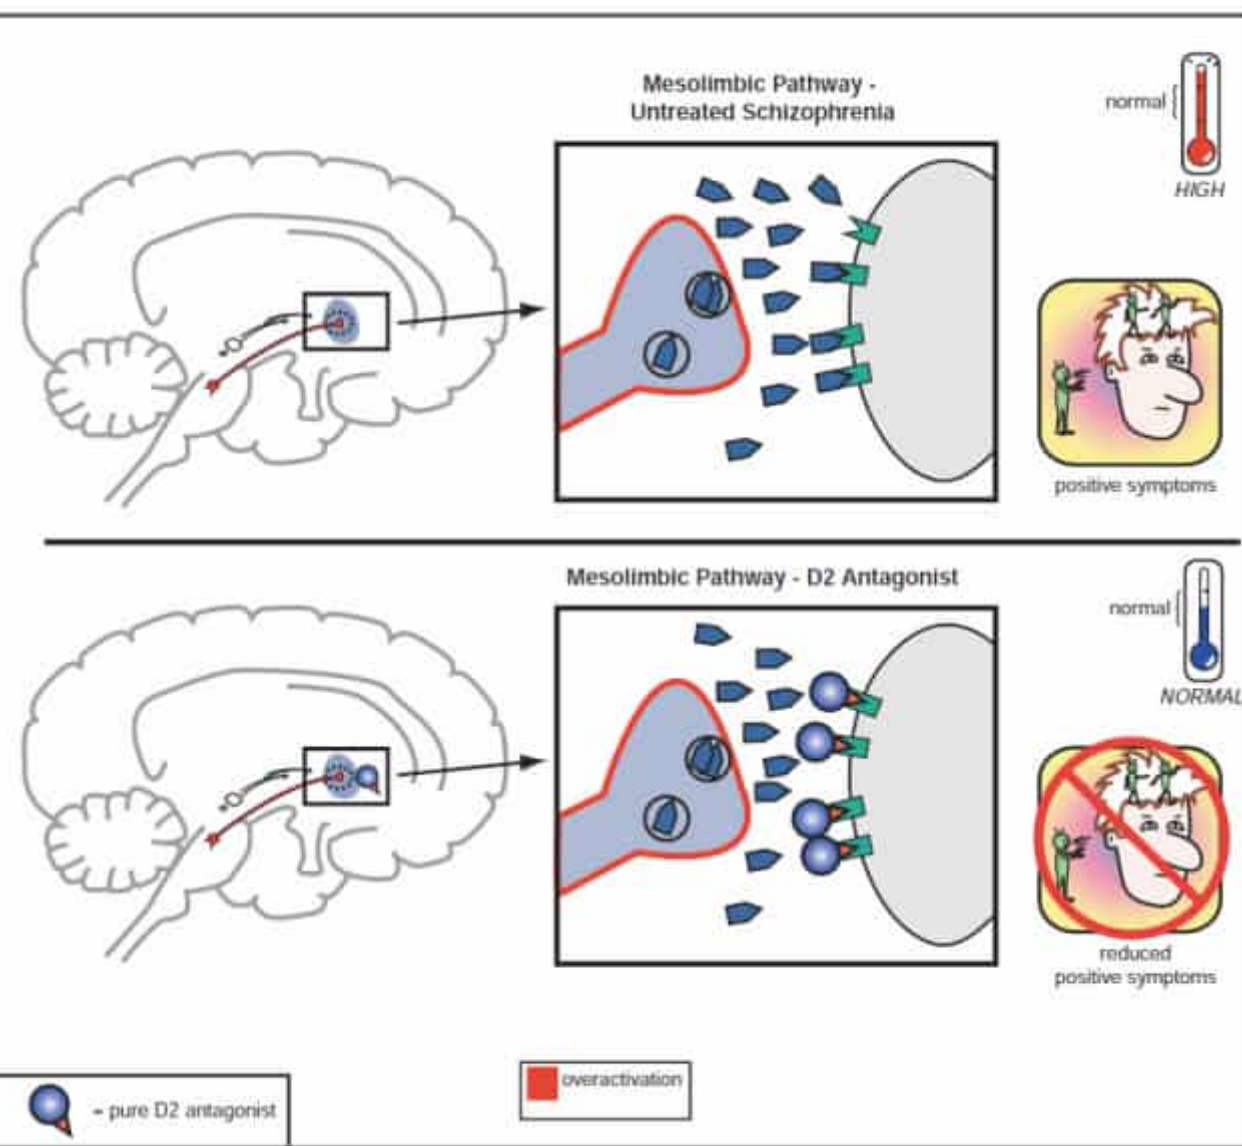 Mesolimbic Pathway -
Untreated Schizophrenia
normal
HIGH
positive symptoms
Mesolimbic Pathway - D2 Antagonist
normal
NORMAL
reduced
positive symptoms
= pure D2 antagonist
overactivation